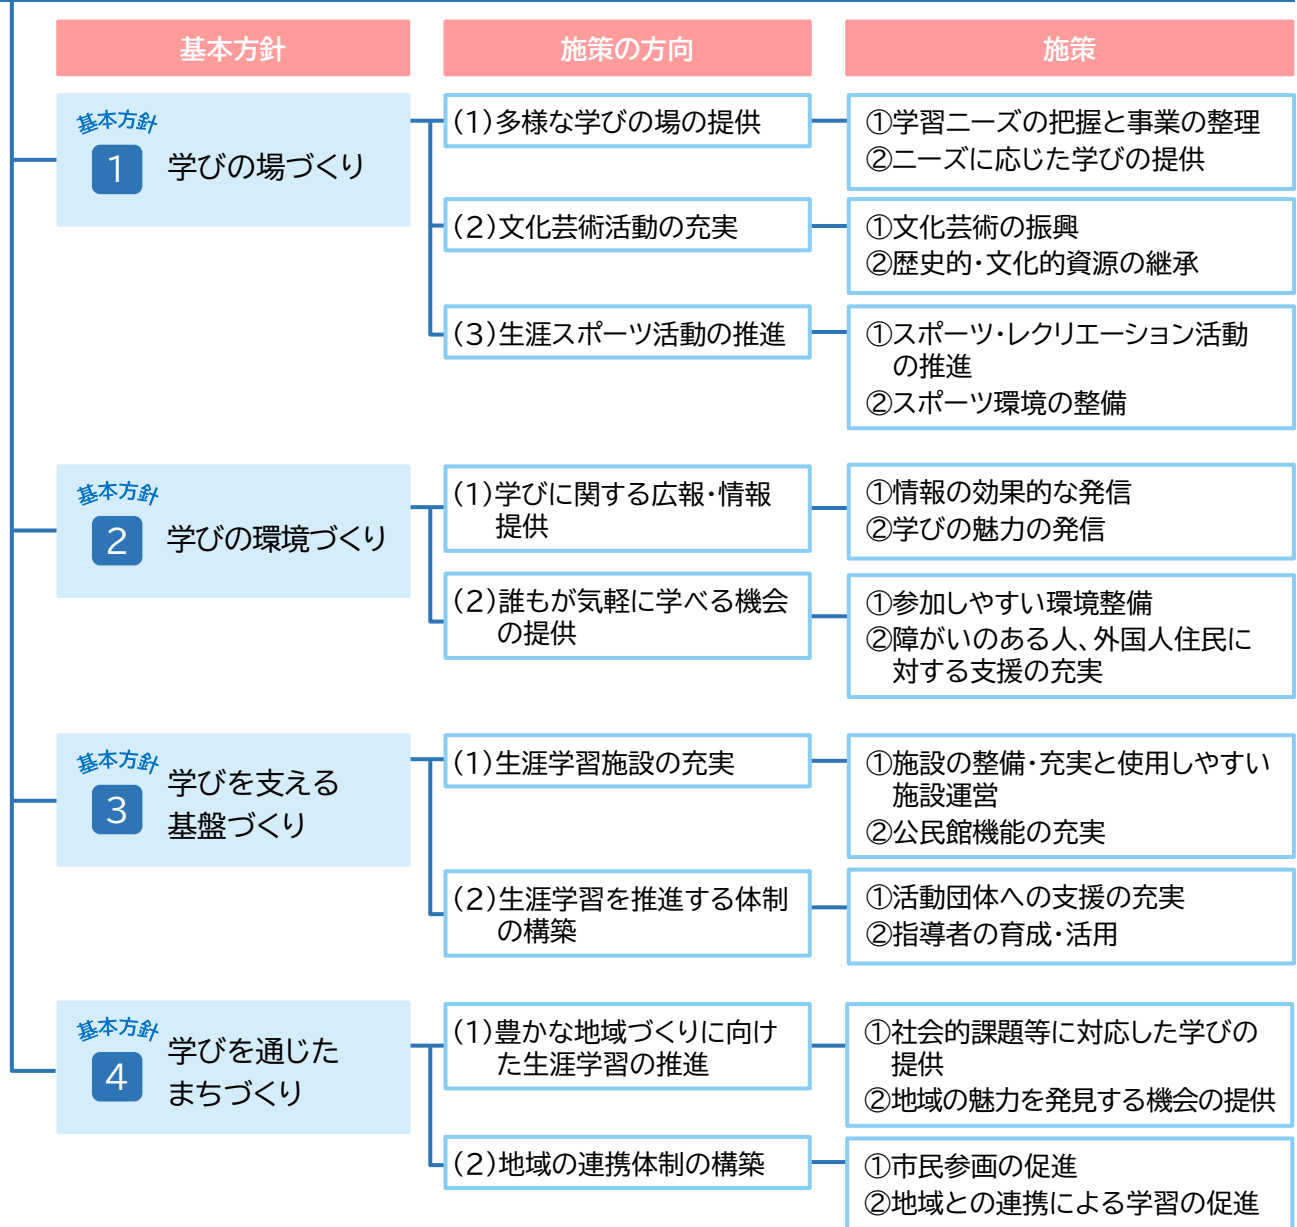 基本方針
施策の方向
施策
基本方針
1
学びの場づくり
(1)多様な学びの場の提供
①学習ニーズの把握と事業の整理
②ニーズに応じた学びの提供
(2)文化芸術活動の充実
①文化芸術の振興
②歴史的・文化的資源の継承
(3)生涯スポーツ活動の推進
①スポーツ・レクリエーション活動
の推進
②スポーツ環境の整備
基本方針
2
学びの環境づくり
(1)学びに関する広報・情報
提供
①情報の効果的な発信
②学びの魅力の発信
(2)誰もが気軽に学べる機会
の提供
①参加しやすい環境整備
②障がいのある人、外国人住民に
対する支援の充実
基本方針
3
学びを支える
基盤づくり
(1)生涯学習施設の充実
①施設の整備・充実と使用しやすい
施設運営
②公民館機能の充実
(2)生涯学習を推進する体制
の構築
①活動団体への支援の充実
②指導者の育成・活用
基本方針
4
学びを通じた
まちづくり
(1)豊かな地域づくりに向け
た生涯学習の推進
①社会的課題等に対応した学びの
提供
②地域の魅力を発見する機会の提供
(2)地域の連携体制の構築
①市民参画の促進
②地域との連携による学習の促進